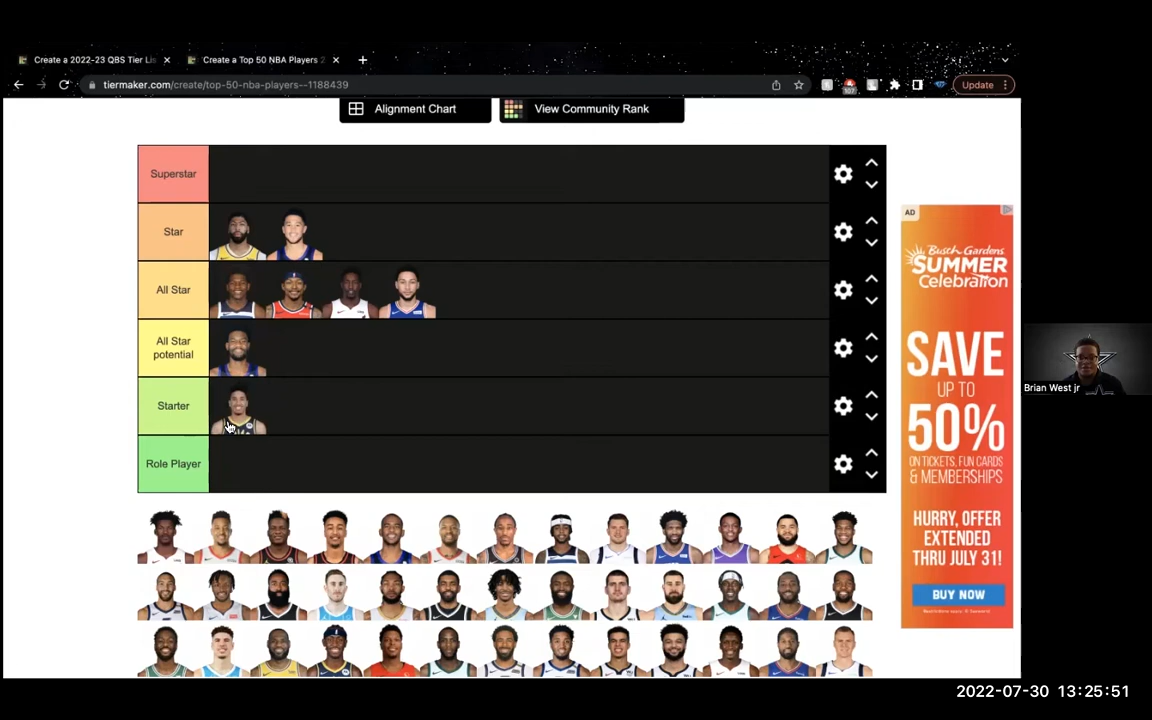 Create a 2022-23 QBS Tier Lis
Create a Top 50 NBA Players 2
tiermaker.com/create/top-50-nba-players--1188439
107
Update
Alignment Chart
View Community Rank
Superstar
Star
All Star
All Star
potential
Starter
Role Player
AD
Busch Gardens
SUMMER
Celebration
SAVE
UP TO
50%
ON TICKETS, FUN CARDS
& MEMBERSHIPS
HURRY, OFFER
EXTENDED
THRU JULY 31!
BUY NOW
Brian West jr
2022-07-30 13:25:51